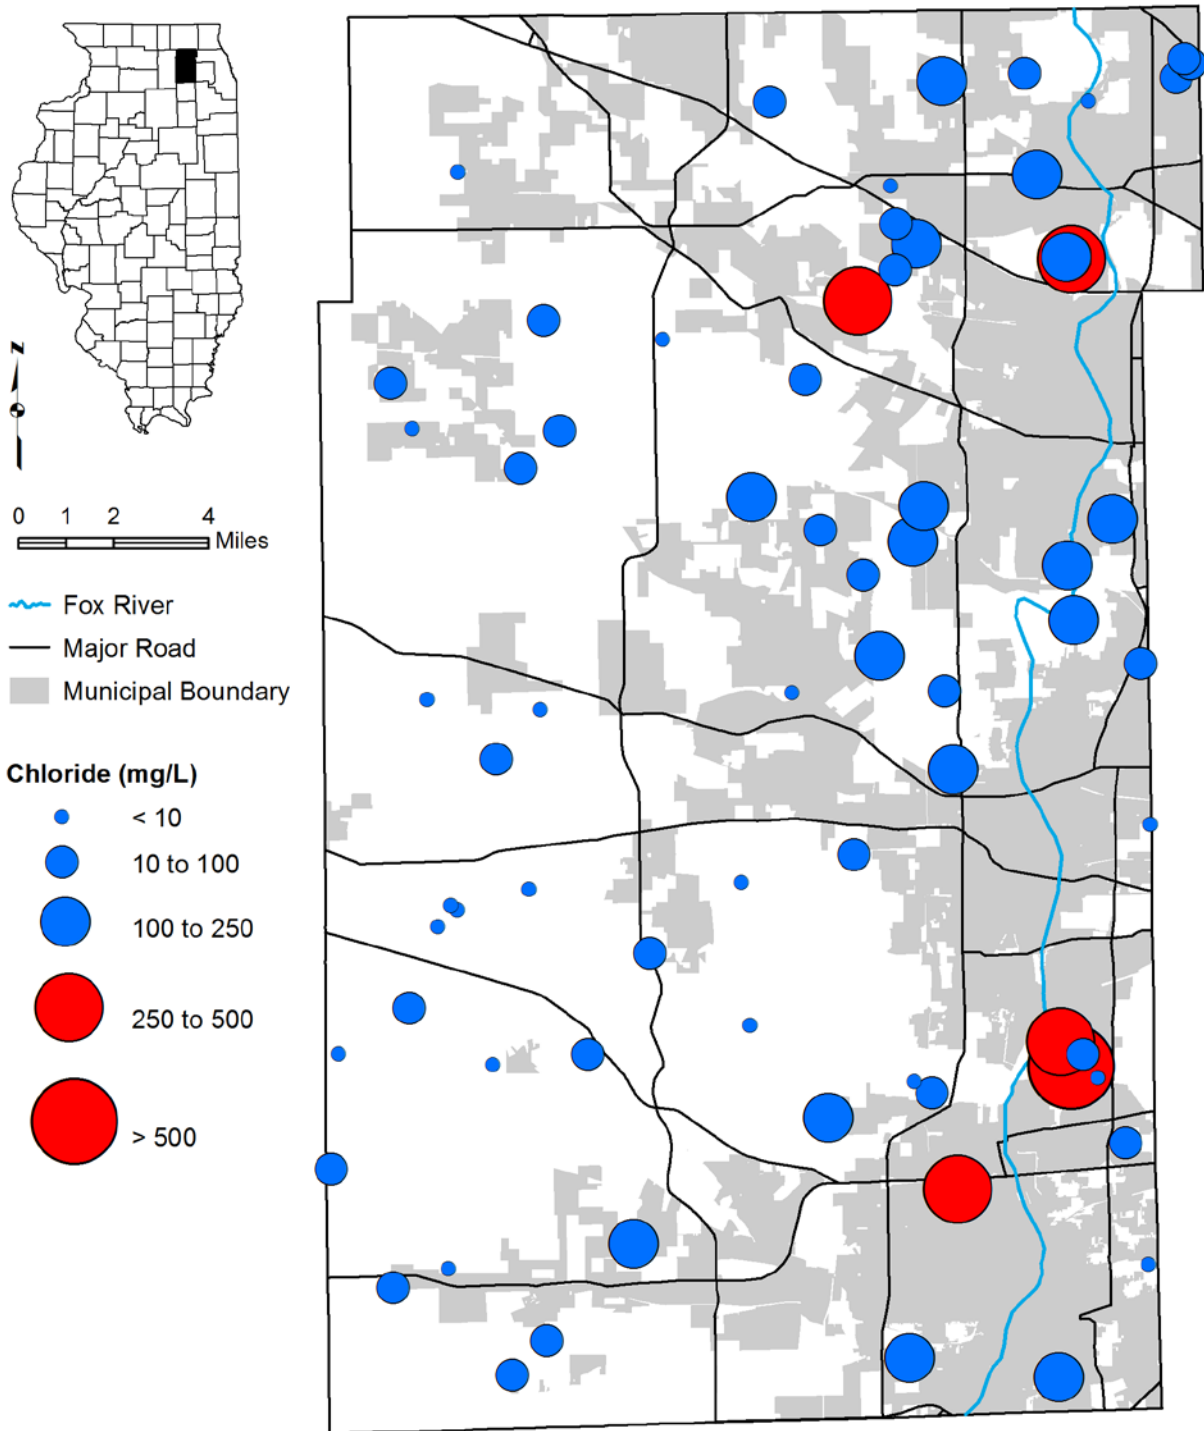 N
0 1 2 4
Miles
Fox River
Major Road
Municipal Boundary
Chloride (mg/L)
< 10
10 to 100
100 to 250
250 to 500
> 500